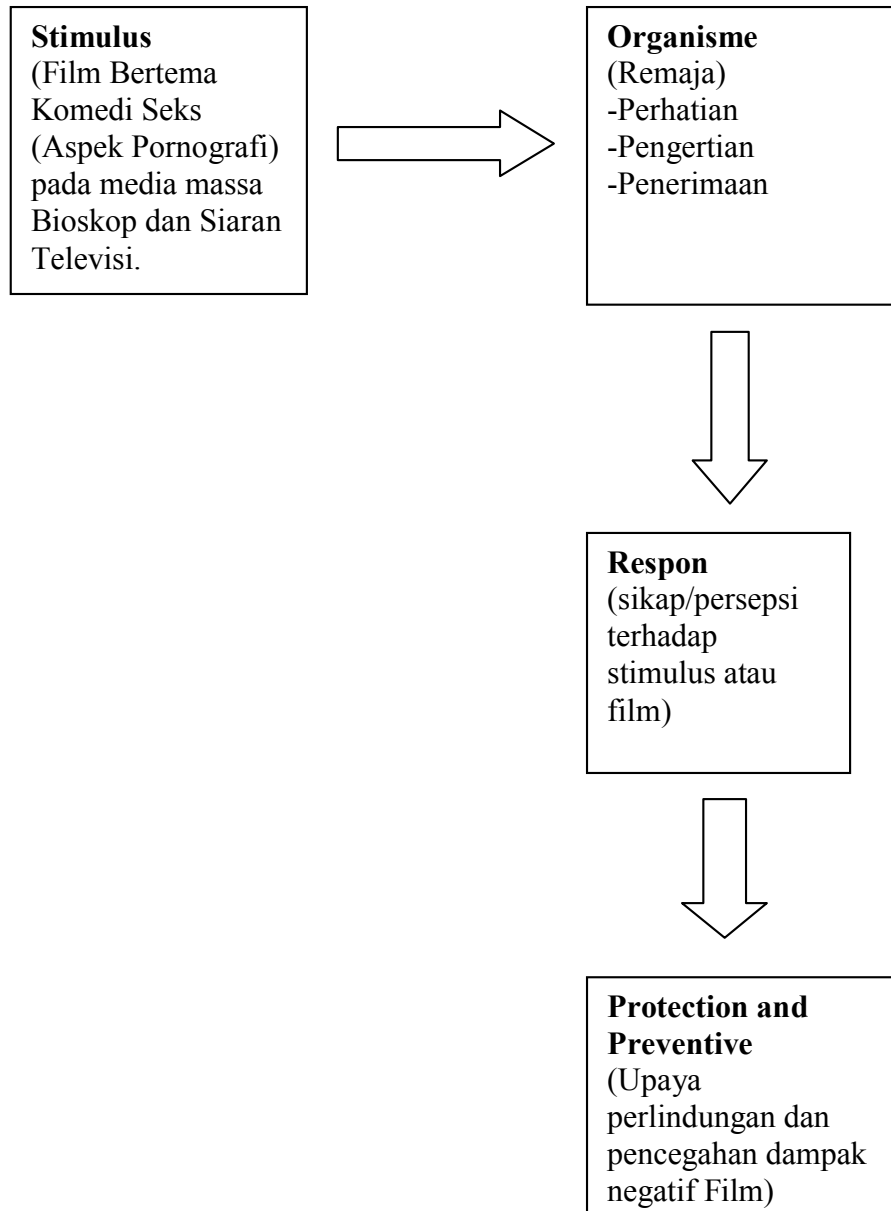 Stimulus
(Film Bertema
Komedi Seks
(Aspek Pornografi)
pada media massa
Bioskop dan Siaran
Televisi.
Organisme
(Remaja)
-Perhatian
-Pengertian
-Penerimaan
Respon
(sikap/persepsi
terhadap
stimulus atau
film)
Protection and
Preventive
(Upaya
perlindungan dan
pencegahan dampak
negatif Film)